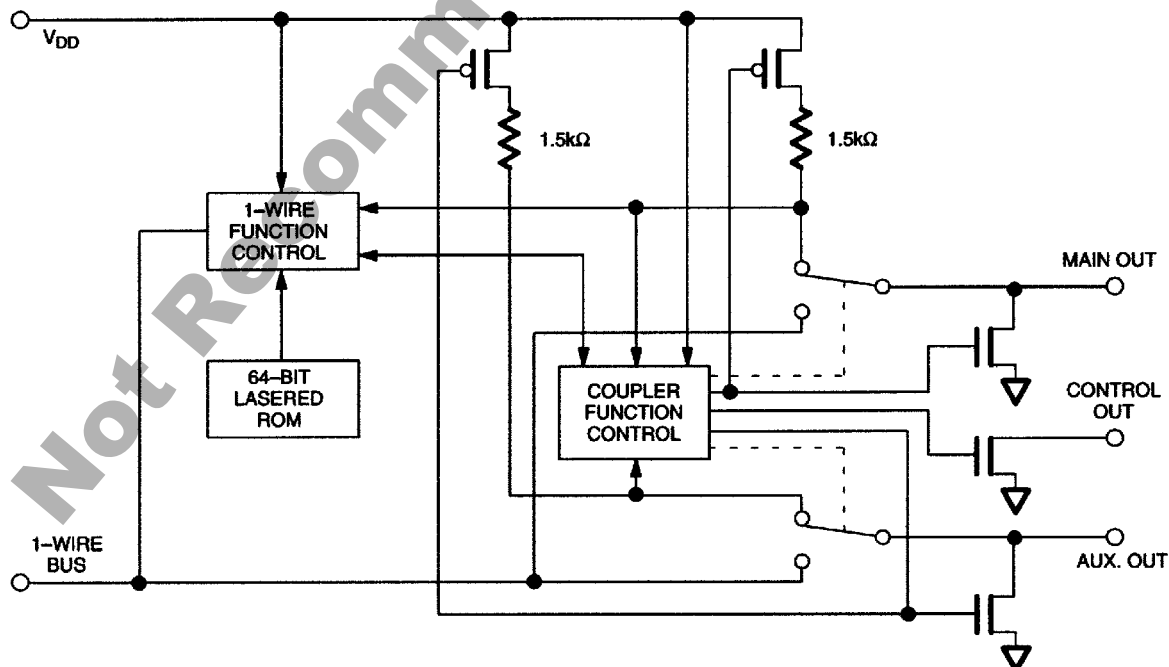 V_DD
1.5kΩ
1.5kΩ
1–WIRE
FUNCTION
CONTROL
MAIN OUT
64–BIT
LASERED
ROM
COUPLER
FUNCTION
CONTROL
CONTROL
OUT
1–WIRE
BUS
AUX. OUT
Not Recomm